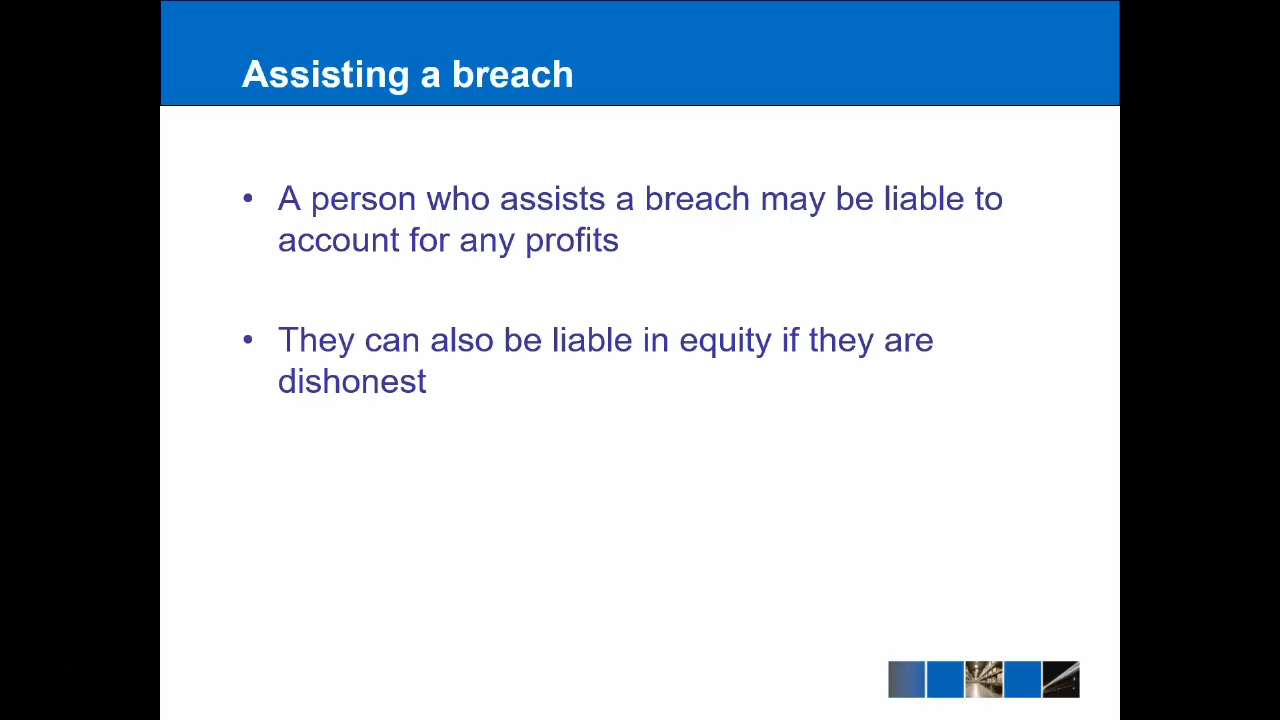 Assisting a breach
• A person who assists a breach may be liable to
account for any profits
• They can also be liable in equity if they are
dishonest